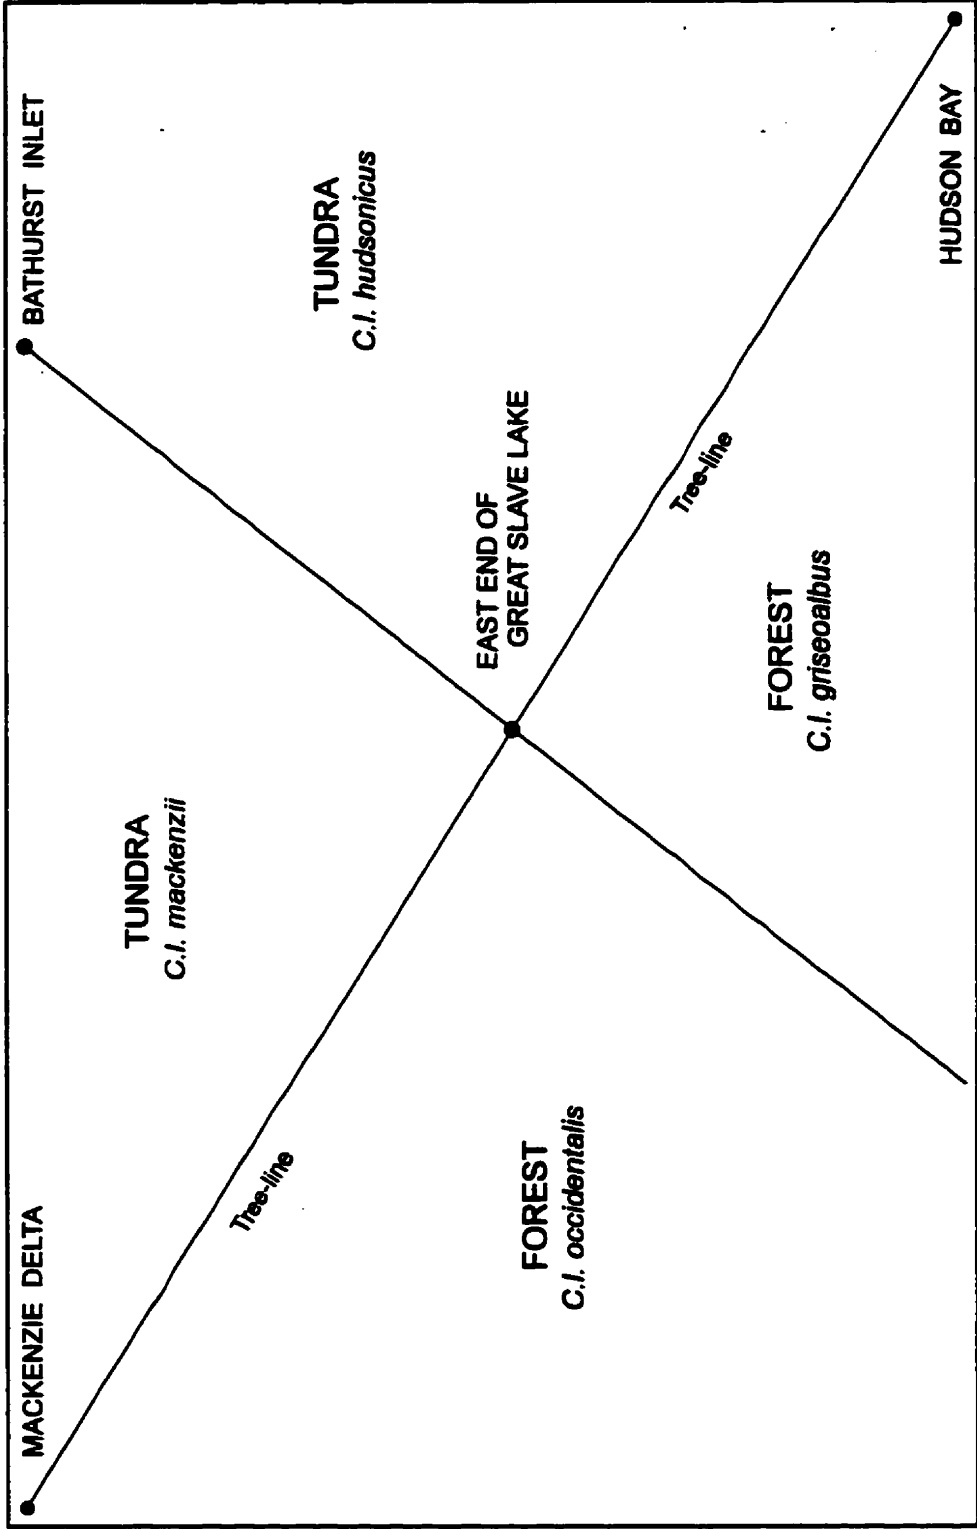 MACKENZIE DELTA
BATHURST INLET
TUNDRA
C.l. mackenzii
TUNDRA
C.l. hudsonicus
Tree-line
EAST END OF
GREAT SLAVE LAKE
FOREST
C.l. occidentalis
Tree-line
FOREST
C.l. griseoalbus
HUDSON BAY